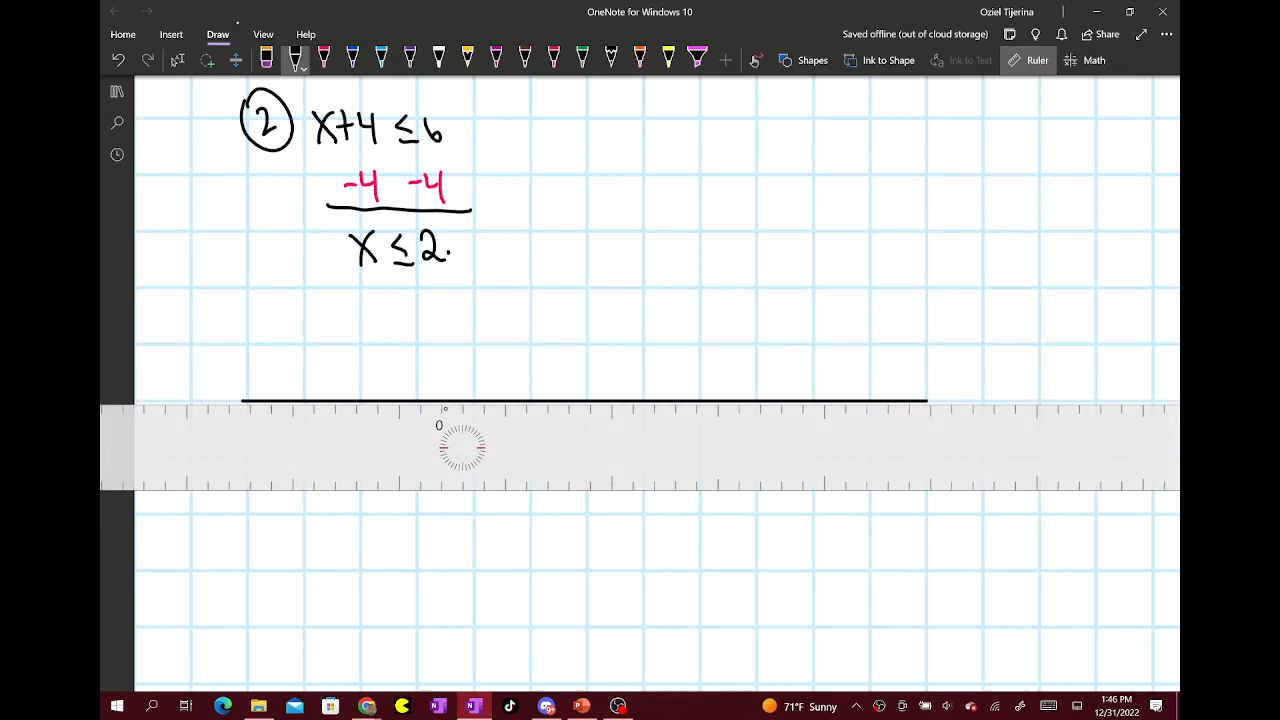 OneNote for Windows 10
Oziel Tijerina
Home Insert Draw View Help
Saved offline (out of cloud storage)
Share
Shapes
Ink to Shape
Ink to Text
Ruler
Math
2 x+4 ≤ 6
-4 -4
x ≤ 2.
0°
71°F Sunny
1:46 PM
12/31/2022